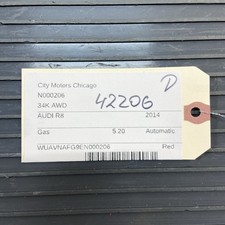 City Motors Chicago
N000206
34K AWD
42206
D
AUDI R8 2014
Gas 5.20 Automatic
WUAVNAFG9EN000206 Red